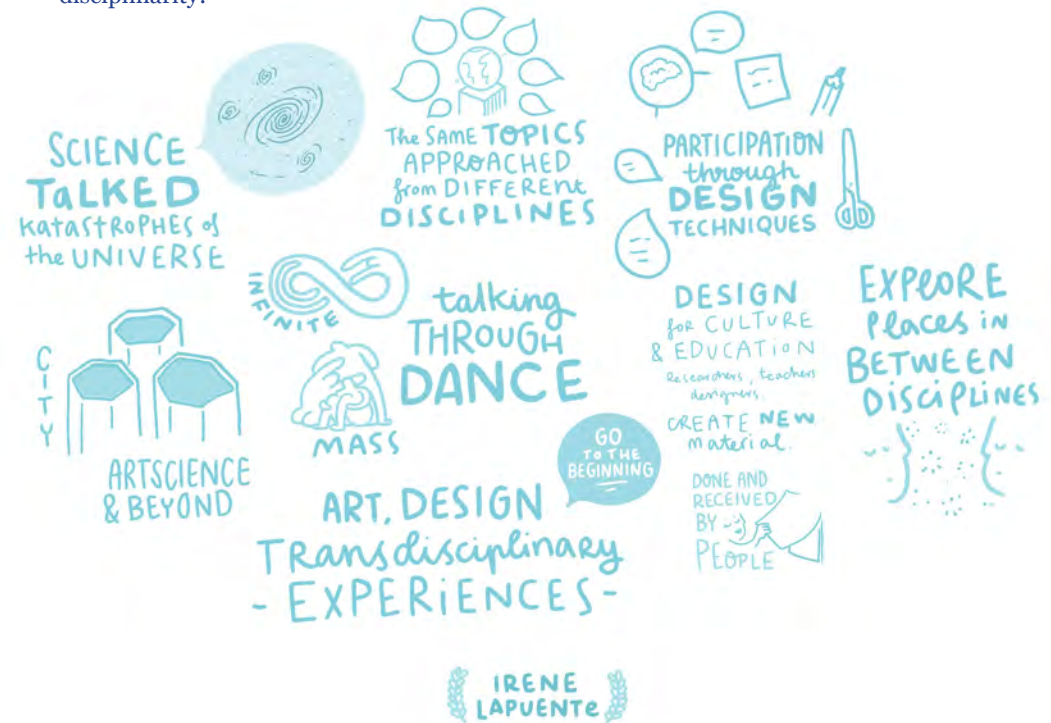 disciplinarity?
SCIENCE
TALKED
KATASTROPHES of
the UNIVERSE
The SAME TOPICS
APPROACHED
from DIFFERENT
DISCIPLINES
PARTICIPATION
through
DESIGN
TECHNIQUES
INFINITE
talking
THROUGH
DANCE
MASS
CITY
ARTSCIENCE
& BEYOND
DESIGN
for CULTURE
& EDUCATION
Researchers, teachers
designers.
CREATE NEW
material.
DONE AND
RECEIVED
BY
PEOPLE
EXPLORE
Places in
BETWEEN
DISCIPLINES
GO
TO THE
BEGINNING
ART, DESIGN
TRansdisciplinaRy
- EXPERiENCES -
IRENE
LAPUENTe